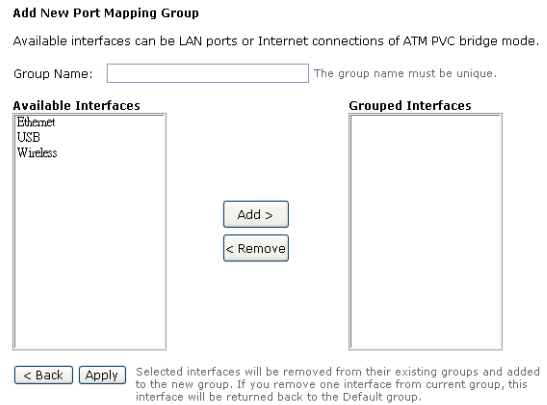 Add New Port Mapping Group
Available interfaces can be LAN ports or Internet connections of ATM PVC bridge mode.
Group Name:
The group name must be unique.
Available Interfaces
Grouped Interfaces
Ethernet
USB
Wireless
Add >
< Remove
< Back
Apply
Selected interfaces will be removed from their existing groups and added
to the new group. If you remove one interface from current group, this
interface will be returned back to the Default group.